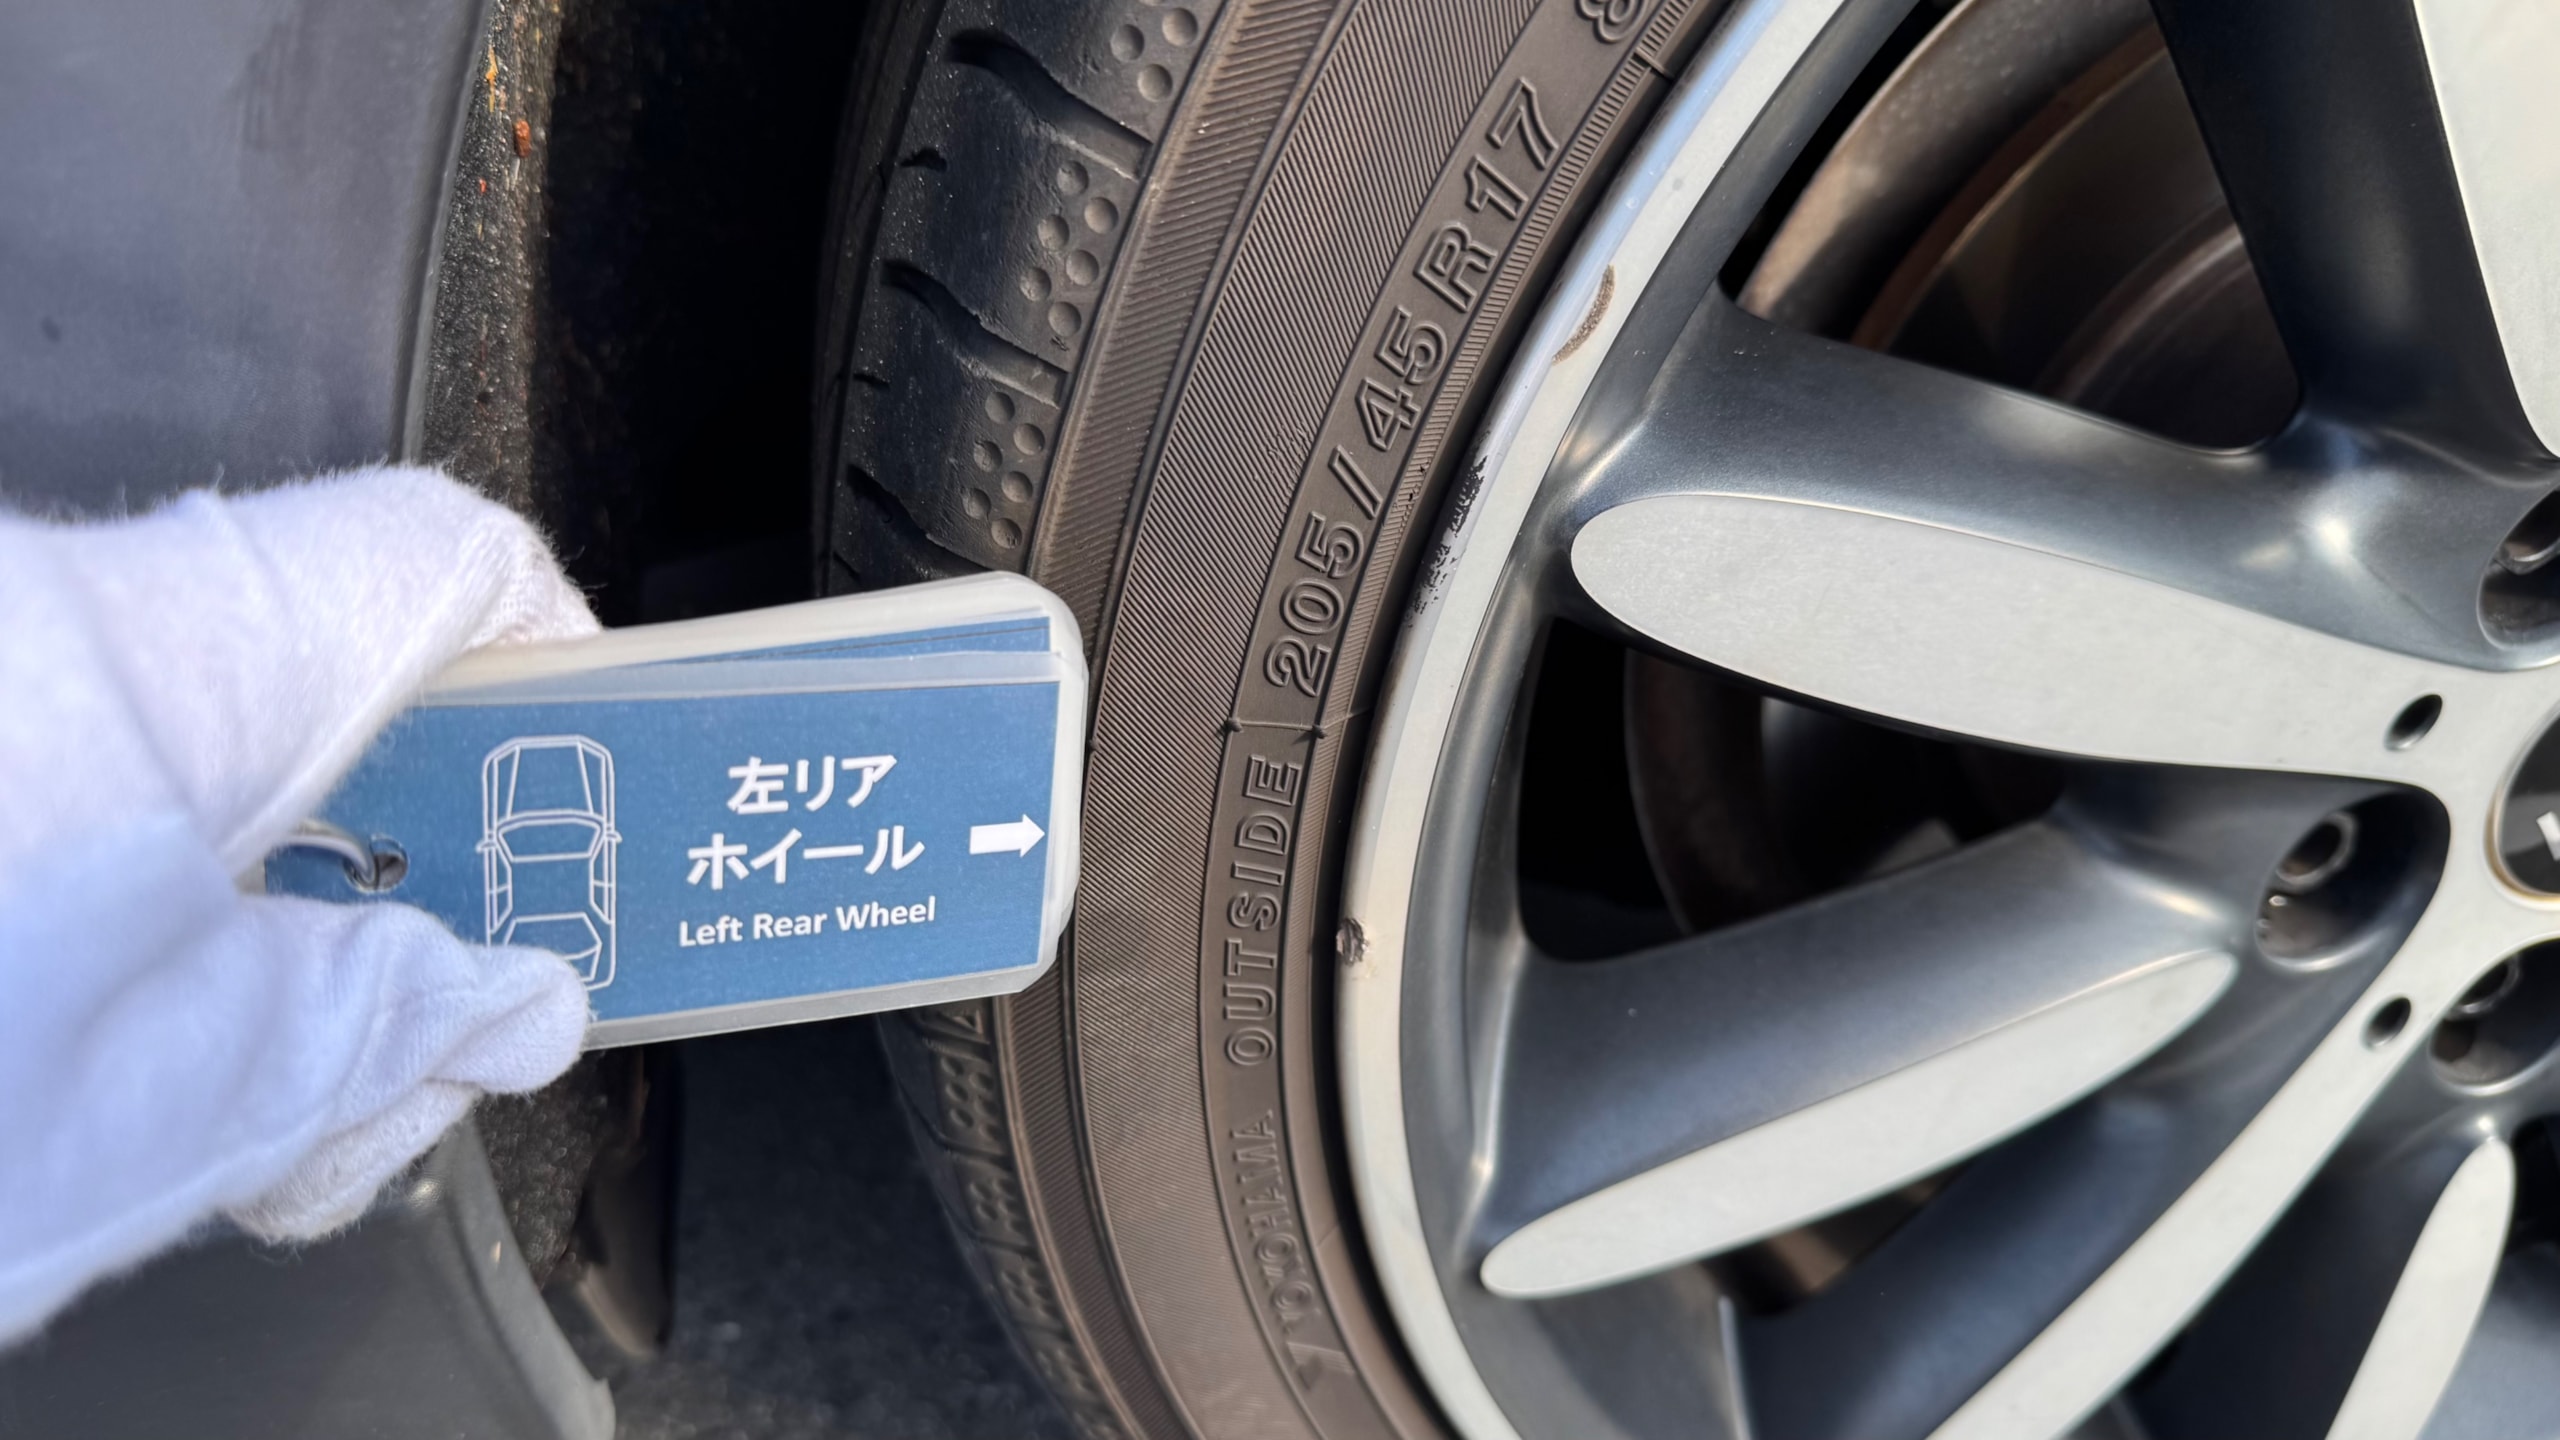 左リア
ホイール
Left Rear Wheel
205/45R17
OUTSIDE
YOKOHAMA